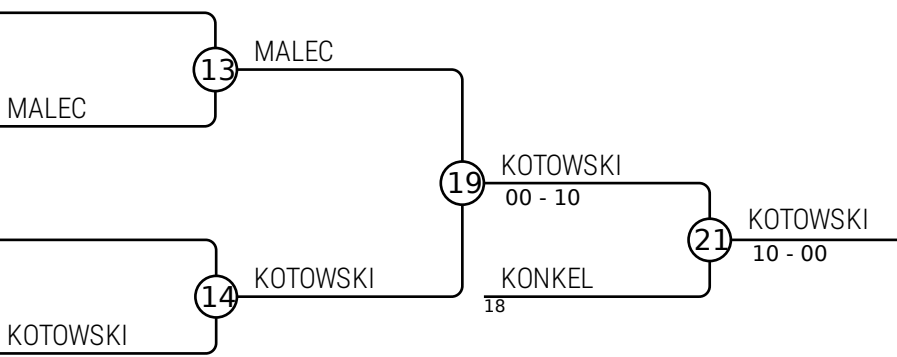 13
MALEC
MALEC
19
KOTOWSKI
00 - 10
21
KOTOWSKI
10 - 00
14
KOTOWSKI
KONKEL
18
KOTOWSKI